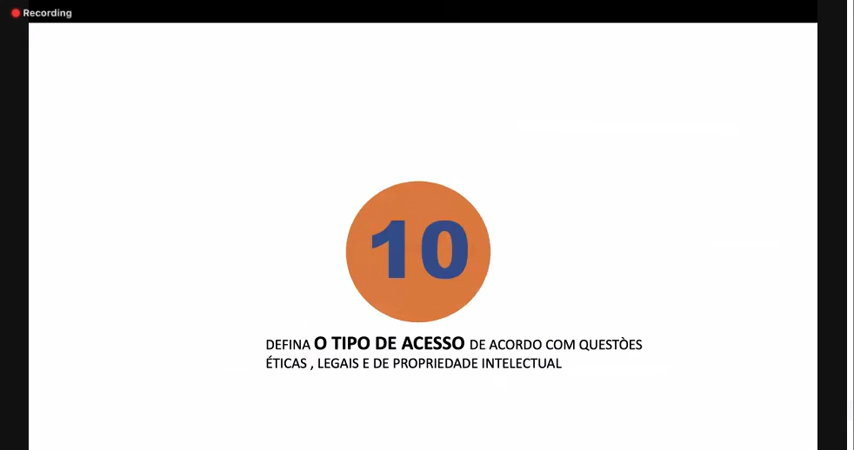 Recording
10
DEFINA O TIPO DE ACESSO DE ACORDO COM QUESTÒES
ÉTICAS , LEGAIS E DE PROPRIEDADE INTELECTUAL